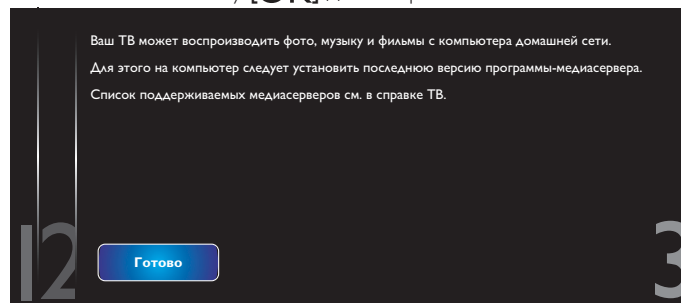 [OK]
Ваш ТВ может воспроизводить фото, музыку и фильмы с компьютера домашней сети.
Для этого на компьютер следует установить последнюю версию программы-медиасервера.
Список поддерживаемых медиасерверов см. в справке ТВ.
12
3
Готово